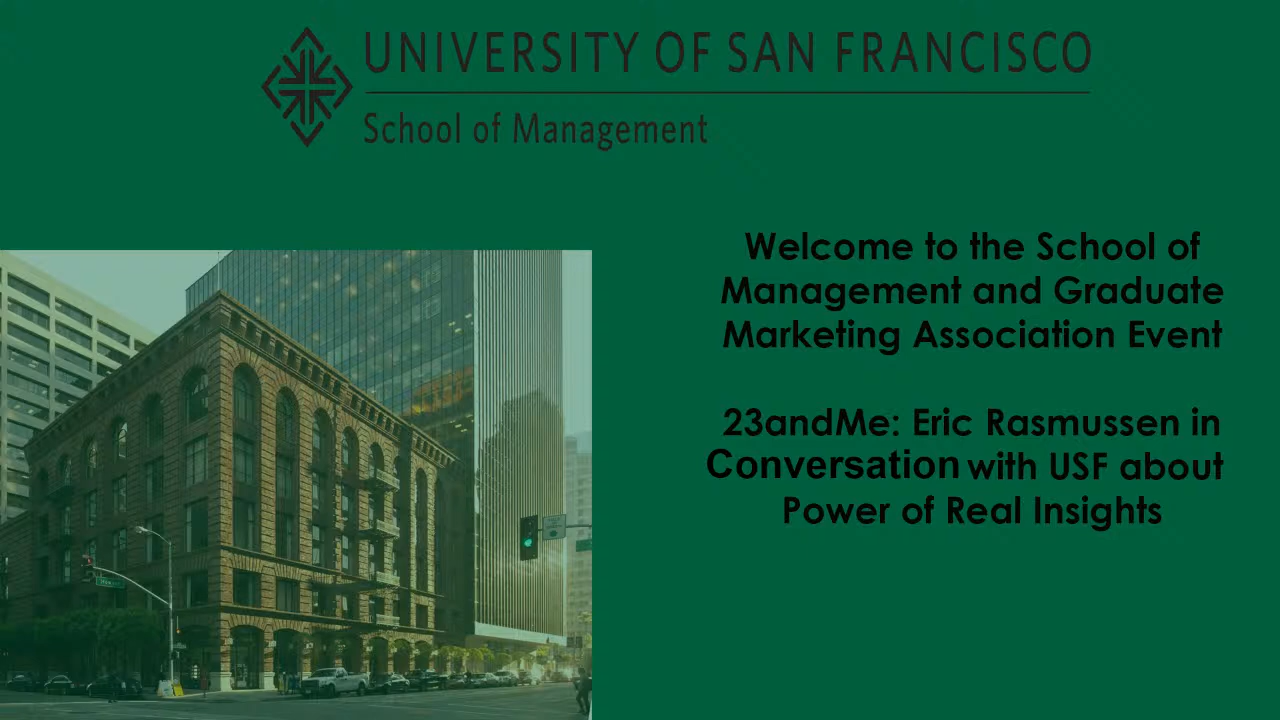 UNIVERSITY OF SAN FRANCISCO
School of Management
Welcome to the School of
Management and Graduate
Marketing Association Event
23andMe: Eric Rasmussen in
Conversation with USF about
Power of Real Insights